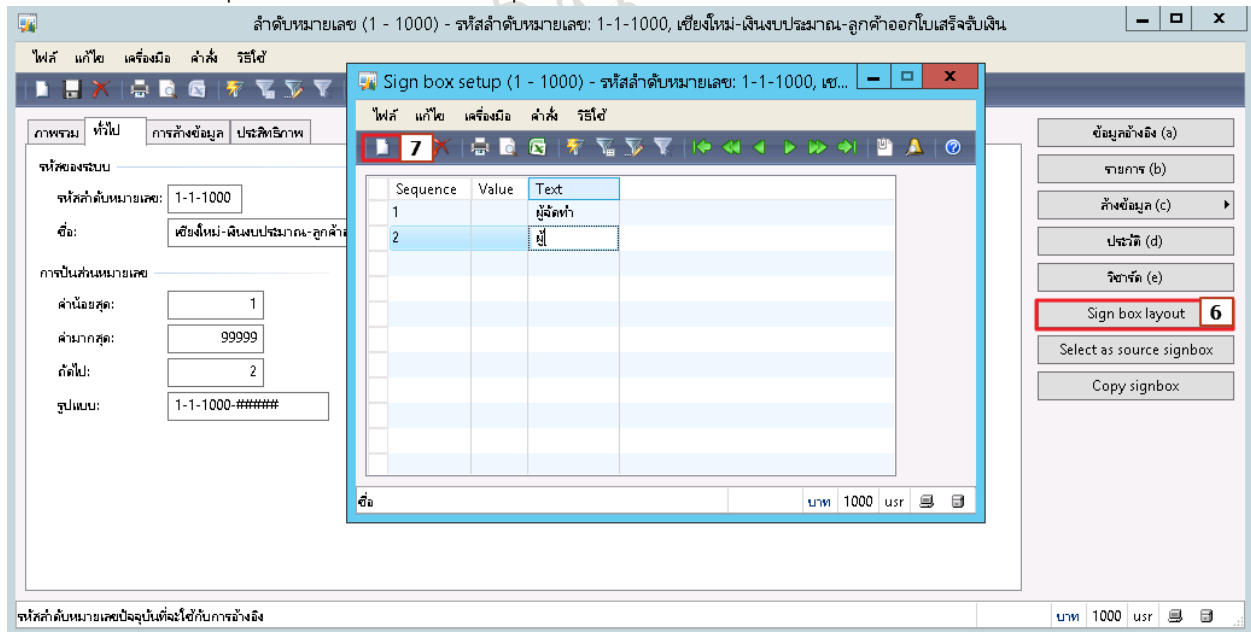 ลำดับหมายเลข (1 - 1000) - รหัสลำดับหมายเลข: 1-1-1000, เชียงใหม่-เงินงบประมาณ-ลูกค้าออกใบเสร็จรับเงิน
ไฟล์ แก้ไข เครื่องมือ คำสั่ง วิธีใช้
Sign box setup (1 - 1000) - รหัสลำดับหมายเลข: 1-1-1000, เช...
ไฟล์ แก้ไข เครื่องมือ คำสั่ง วิธีใช้
7
Sequence Value Text
1 ผู้จัดทำ
2 ผู้
ชื่อ บาท 1000 usr
ภาพรวม ทั่วไป การล้างข้อมูล ประสิทธิภาพ
รหัสของระบบ
รหัสลำดับหมายเลข: 1-1-1000
ชื่อ: เชียงใหม่-เงินงบประมาณ-ลูกค้า
การปันส่วนหมายเลข
ค่าน้อยสุด: 1
ค่ามากสุด: 99999
ถัดไป: 2
รูปแบบ: 1-1-1000-#####
ข้อมูลอ้างอิง (a)
รายการ (b)
ล้างข้อมูล (c)
ประวัติ (d)
วิซาร์ด (e)
Sign box layout 6
Select as source signbox
Copy signbox
รหัสลำดับหมายเลขปัจจุบันที่จะใช้กับการอ้างอิง บาท 1000 usr